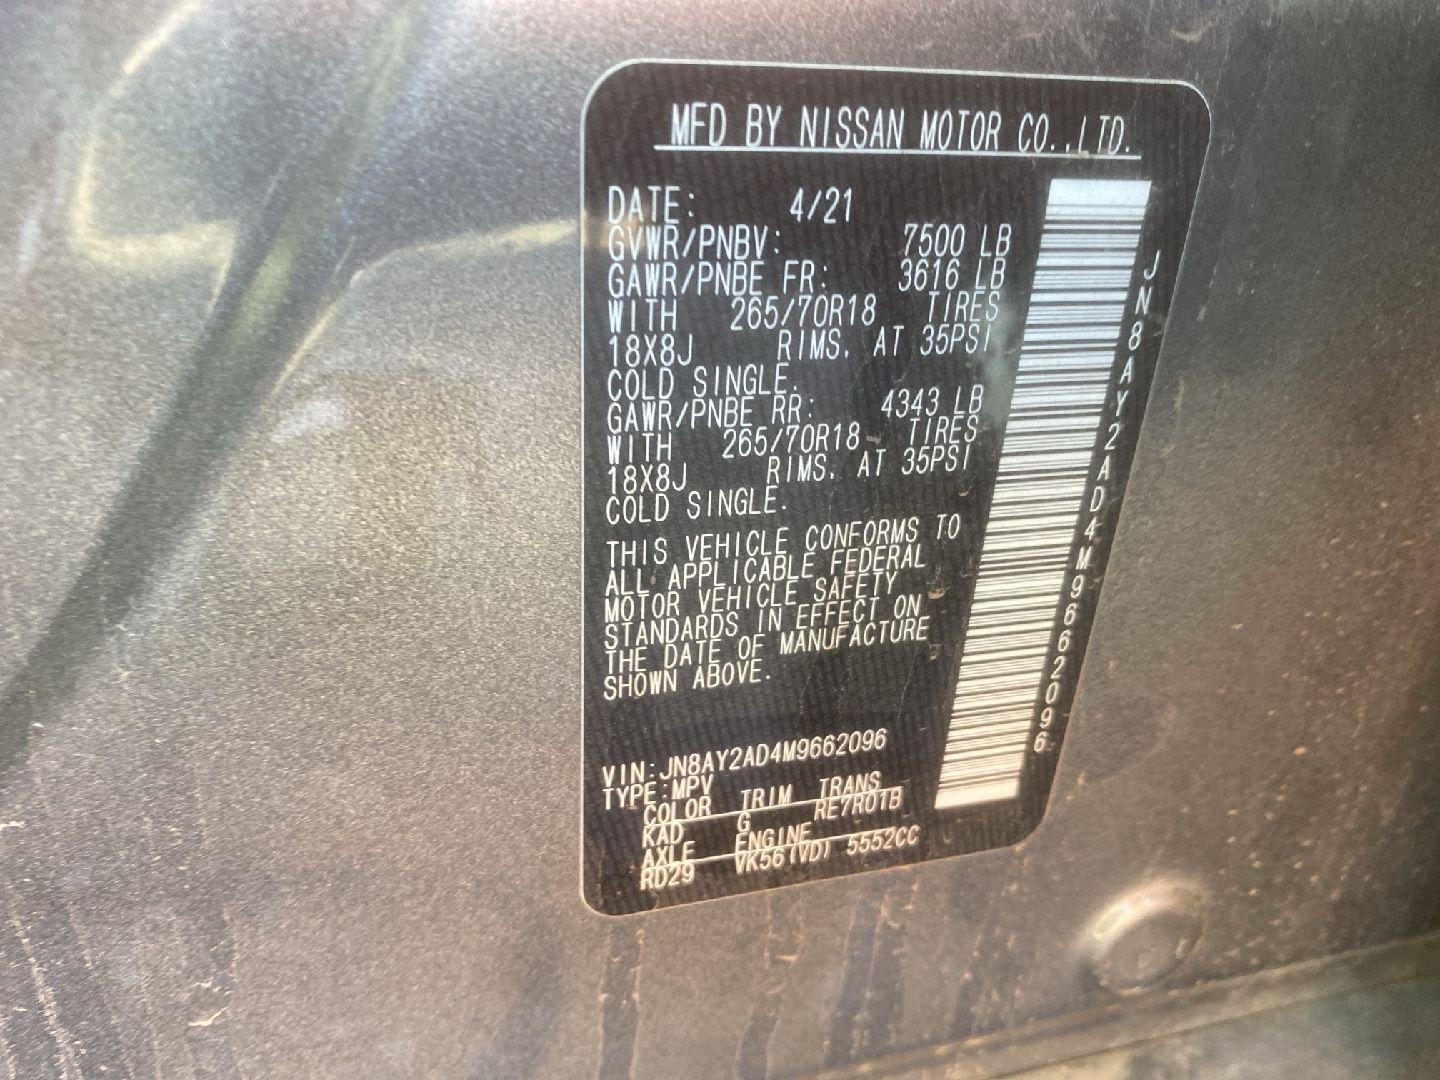 MFD BY NISSAN MOTOR CO.,LTD.
DATE: 4/21
GVWR/PNBV: 7500 LB
GAWR/PNBE FR: 3616 LB
WITH 265/70R18 TIRES
18X8J RIMS, AT 35PSI
COLD SINGLE.
GAWR/PNBE RR: 4343 LB
WITH 265/70R18 TIRES
18X8J RIMS, AT 35PSI
COLD SINGLE.
THIS VEHICLE CONFORMS TO
ALL APPLICABLE FEDERAL
MOTOR VEHICLE SAFETY
STANDARDS IN EFFECT ON
THE DATE OF MANUFACTURE
SHOWN ABOVE.
VIN:JN8AY2AD4M9662096
TYPE:MPV
COLOR TRIM TRANS
KAD G RE7R01B
AXLE ENGINE
RD29 VK56(VD) 5552CC
JN8AY2AD4M9662096